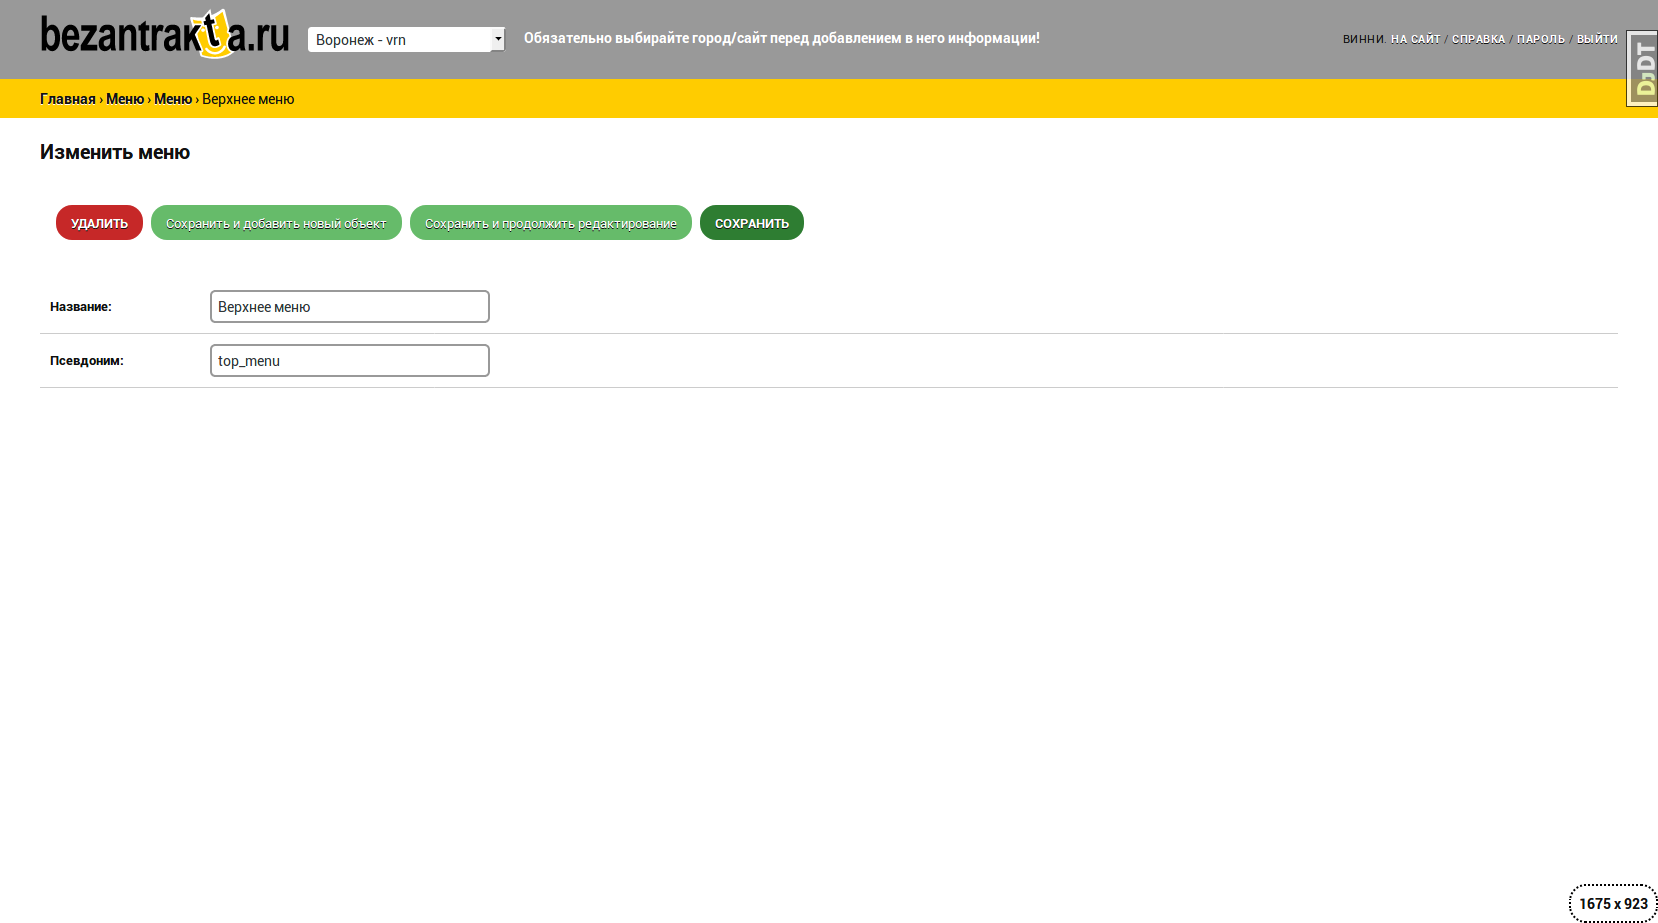 bezantrakta.ru
Воронеж - vrn
Обязательно выбирайте город/сайт перед добавлением в него информации!
ВИННИ. НА САЙТ / СПРАВКА / ПАРОЛЬ / ВЫЙТИ
DJDT
Главная › Меню › Меню › Верхнее меню
Изменить меню
УДАЛИТЬ
Сохранить и добавить новый объект
Сохранить и продолжить редактирование
СОХРАНИТЬ
Название:
Верхнее меню
Псевдоним:
top_menu
1675 x 923